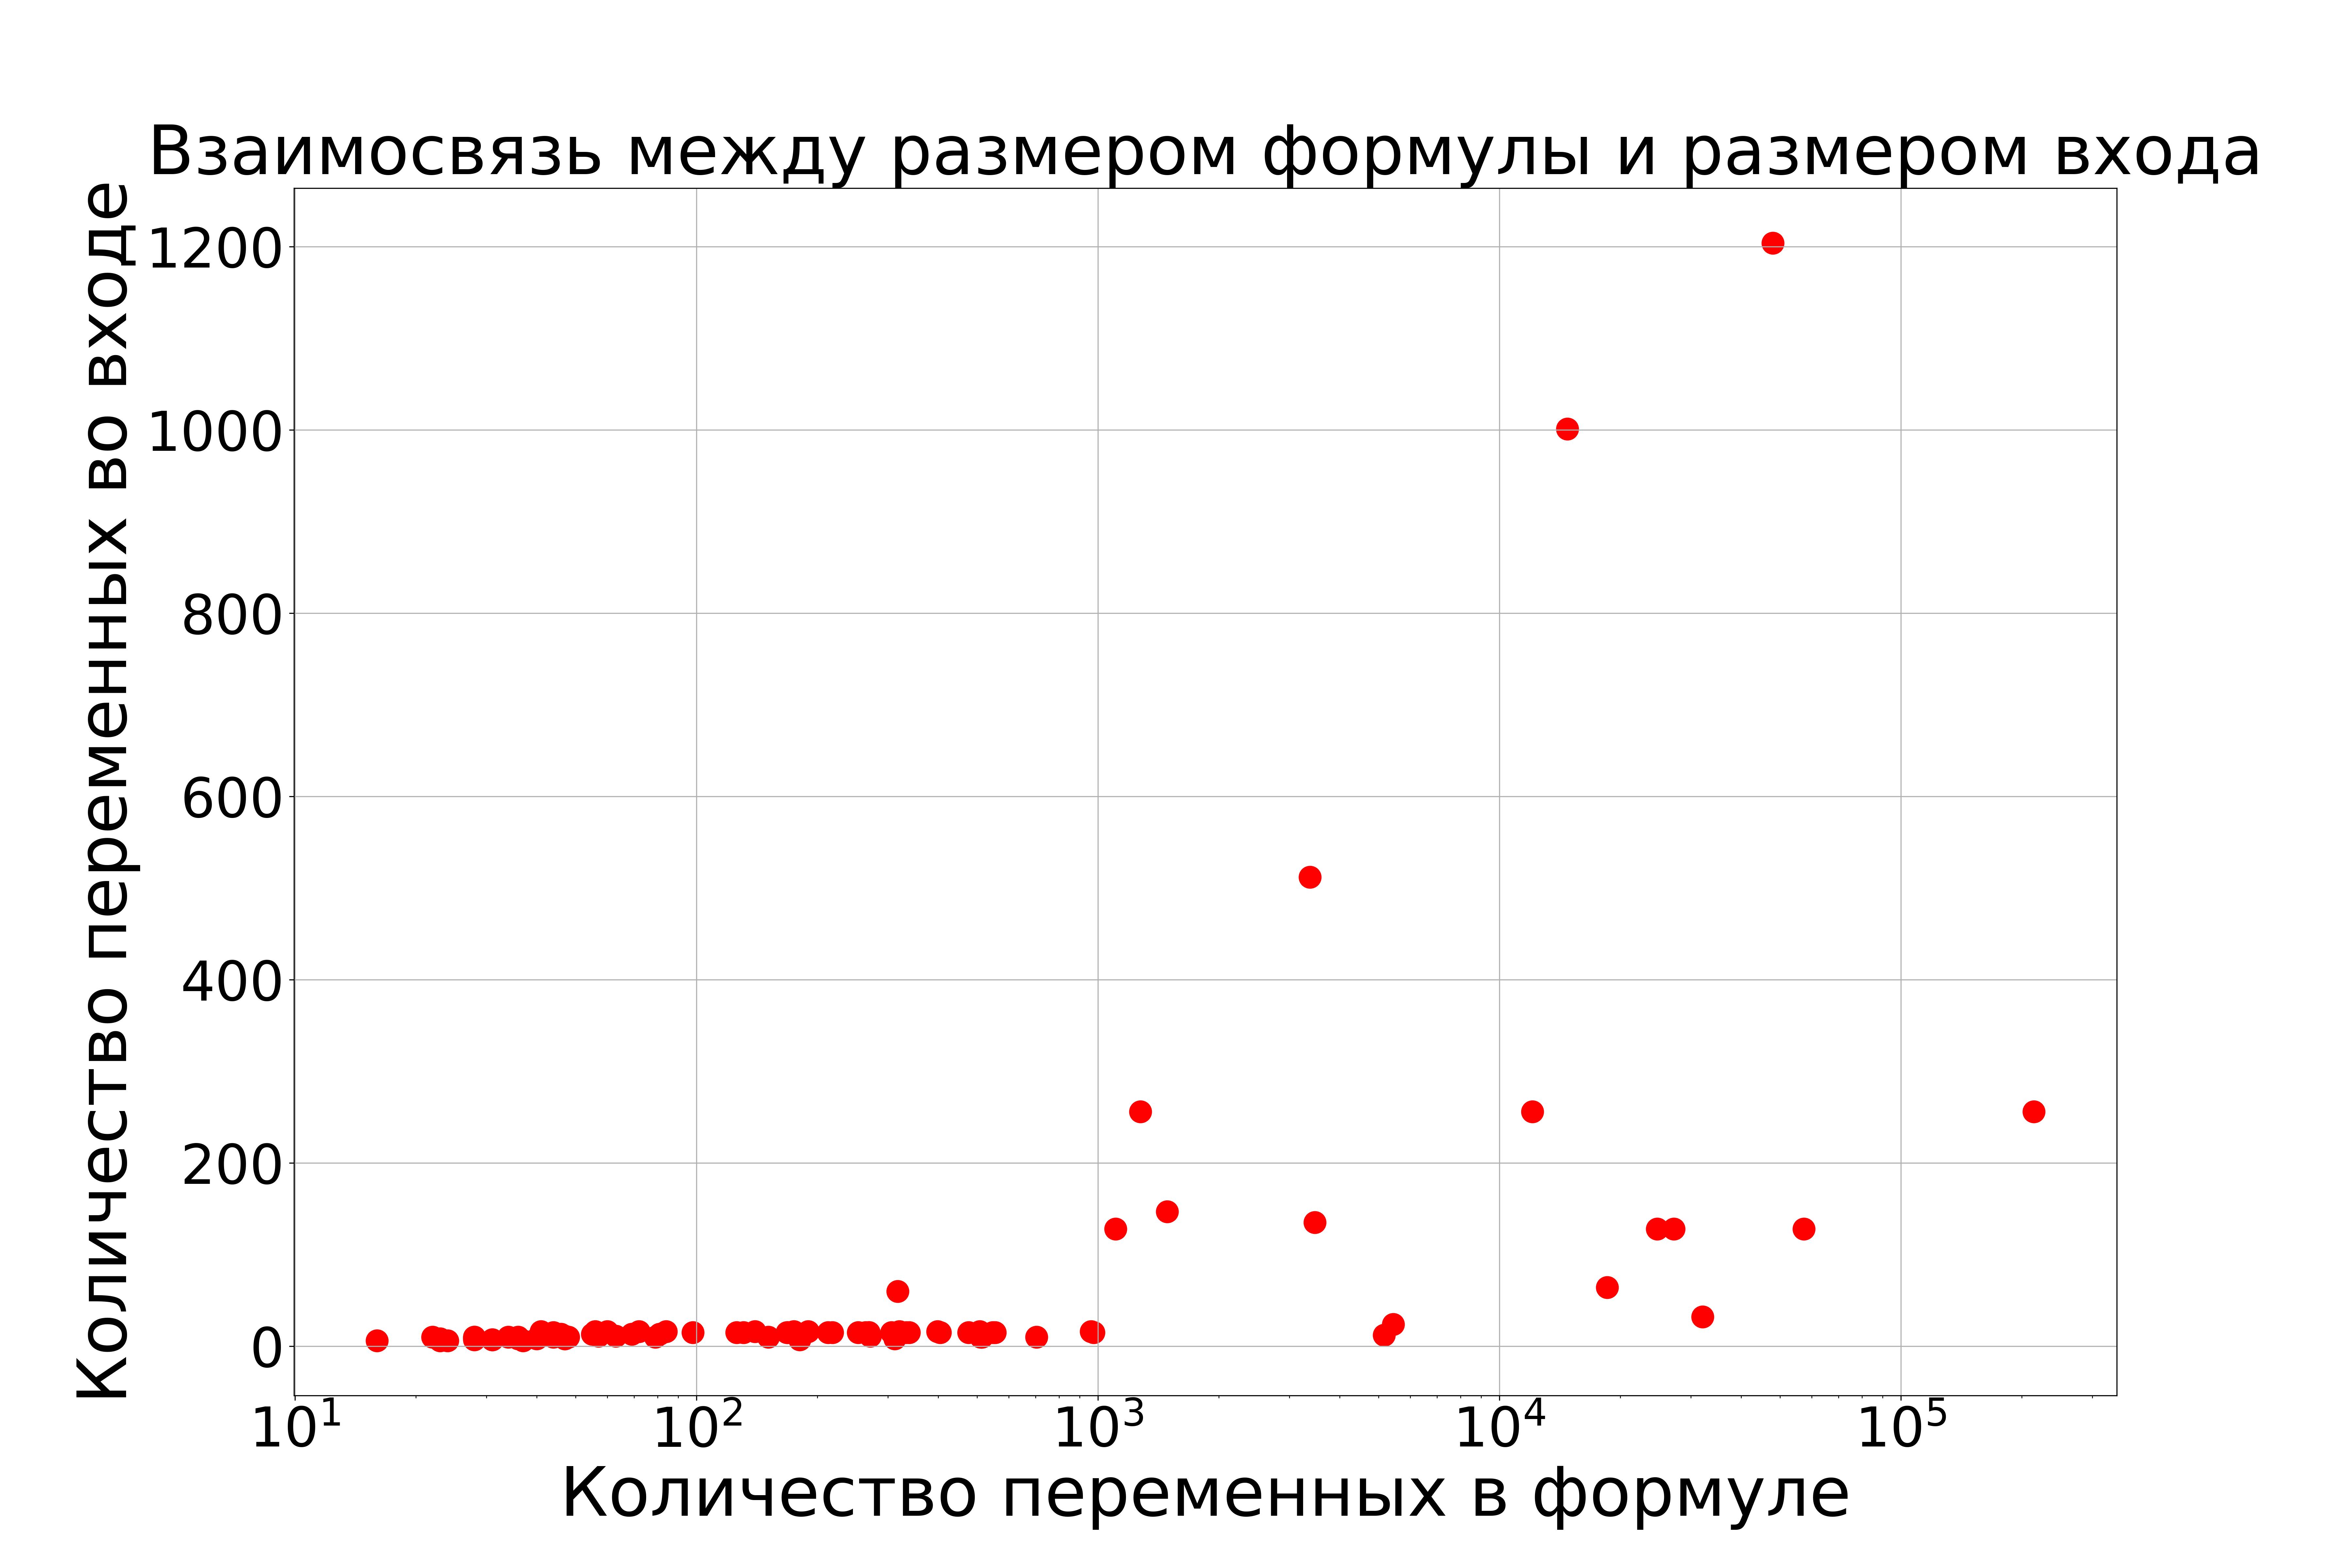 Взаимосвязь между размером формулы и размером входа
Количество переменных во входе
1200
1000
800
600
400
200
0
10¹ 10² 10³ 10⁴ 10⁵
Количество переменных в формуле